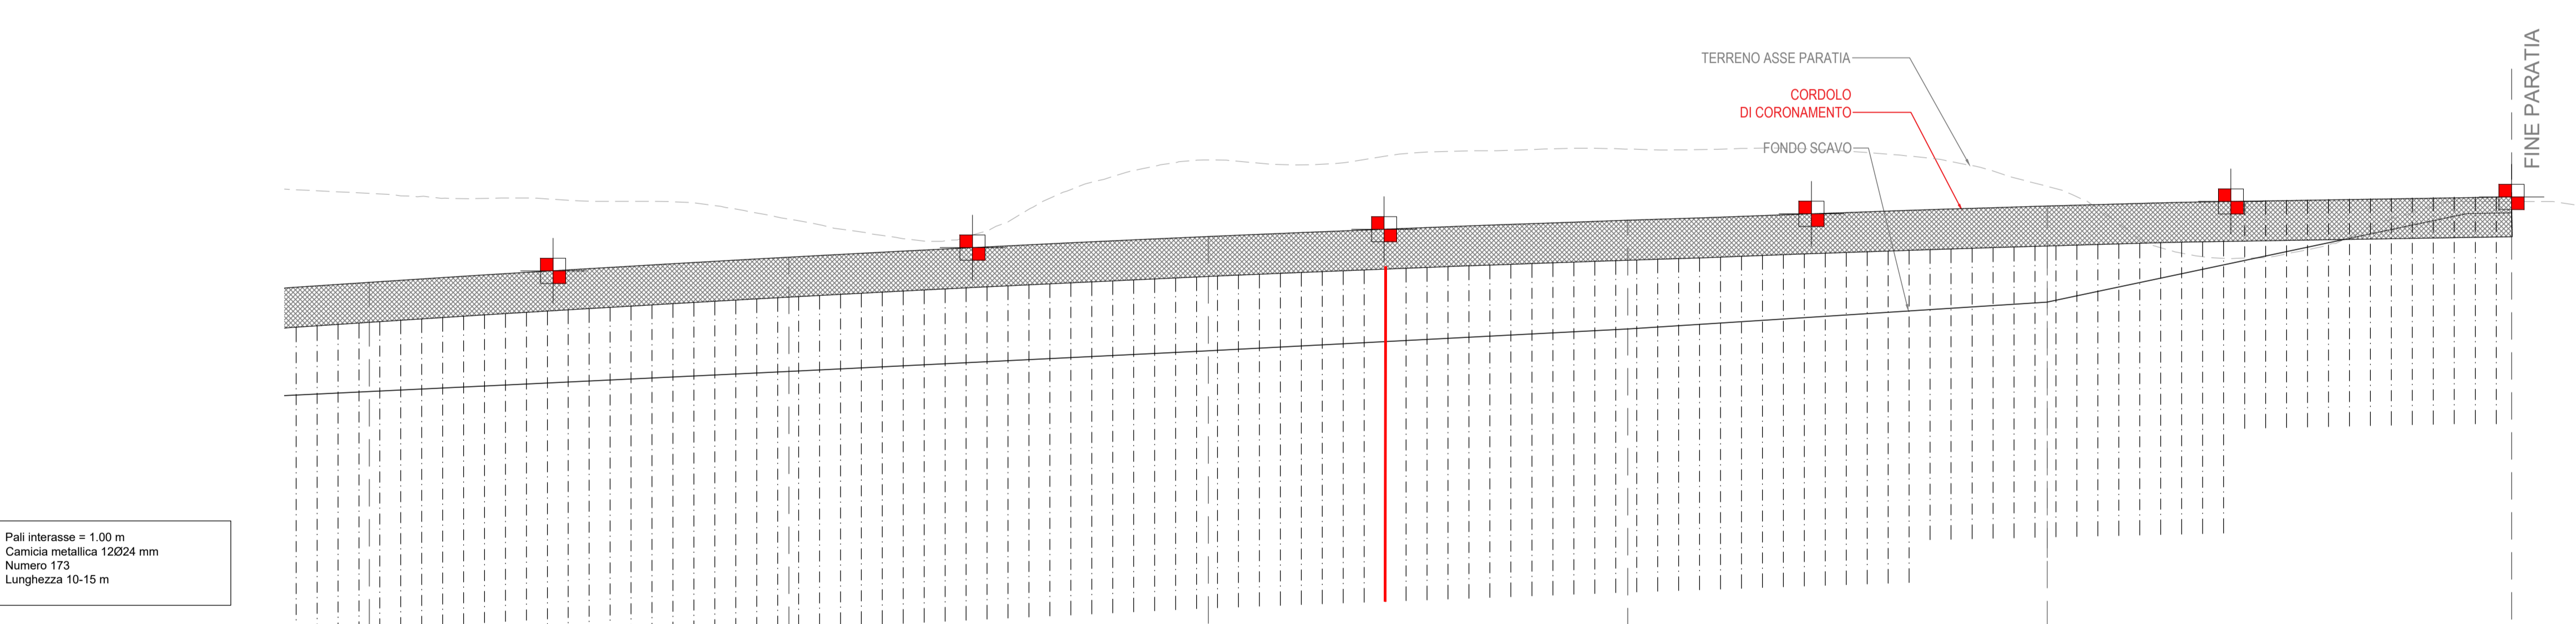 TERRENO ASSE PARATIA
CORDOLO
DI CORONAMENTO
FONDO SCAVO
FINE PARATIA
Pali interasse = 1.00 m
Camicia metallica 12Ø24 mm
Numero 173
Lunghezza 10-15 m